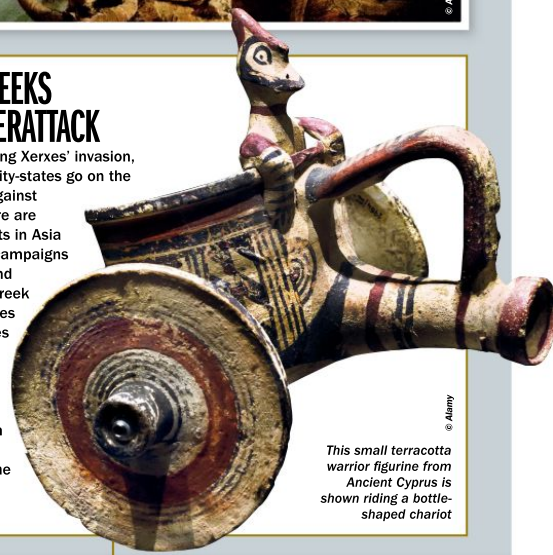 © A
EEKS
ERATTACK
ng Xerxes' invasion,
ity-states go on the
gainst
re are
ts in Asia
ampaigns
nd
reek
es
es
© Alamy
This small terracotta
warrior figurine from
Ancient Cyprus is
shown riding a bottle-
shaped chariot